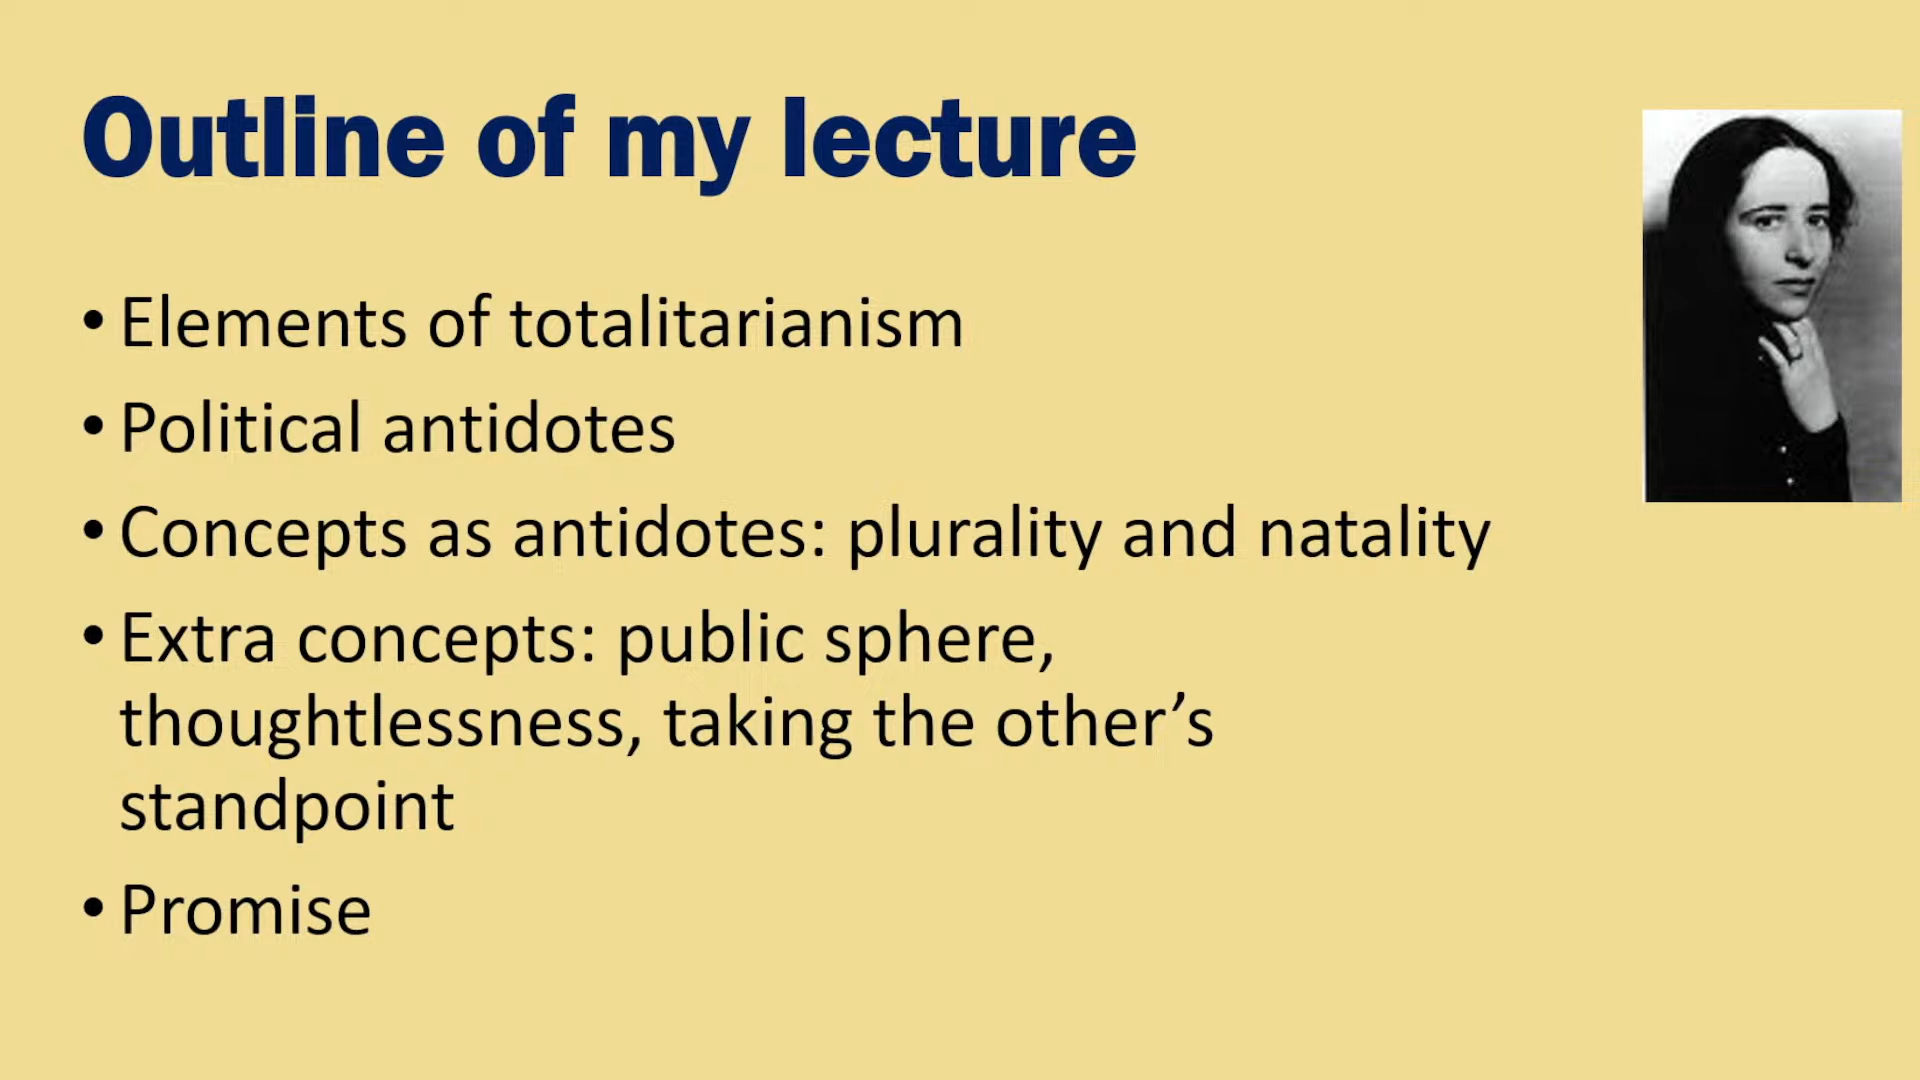 Outline of my lecture
• Elements of totalitarianism
• Political antidotes
• Concepts as antidotes: plurality and natality
• Extra concepts: public sphere,
thoughtlessness, taking the other’s
standpoint
• Promise